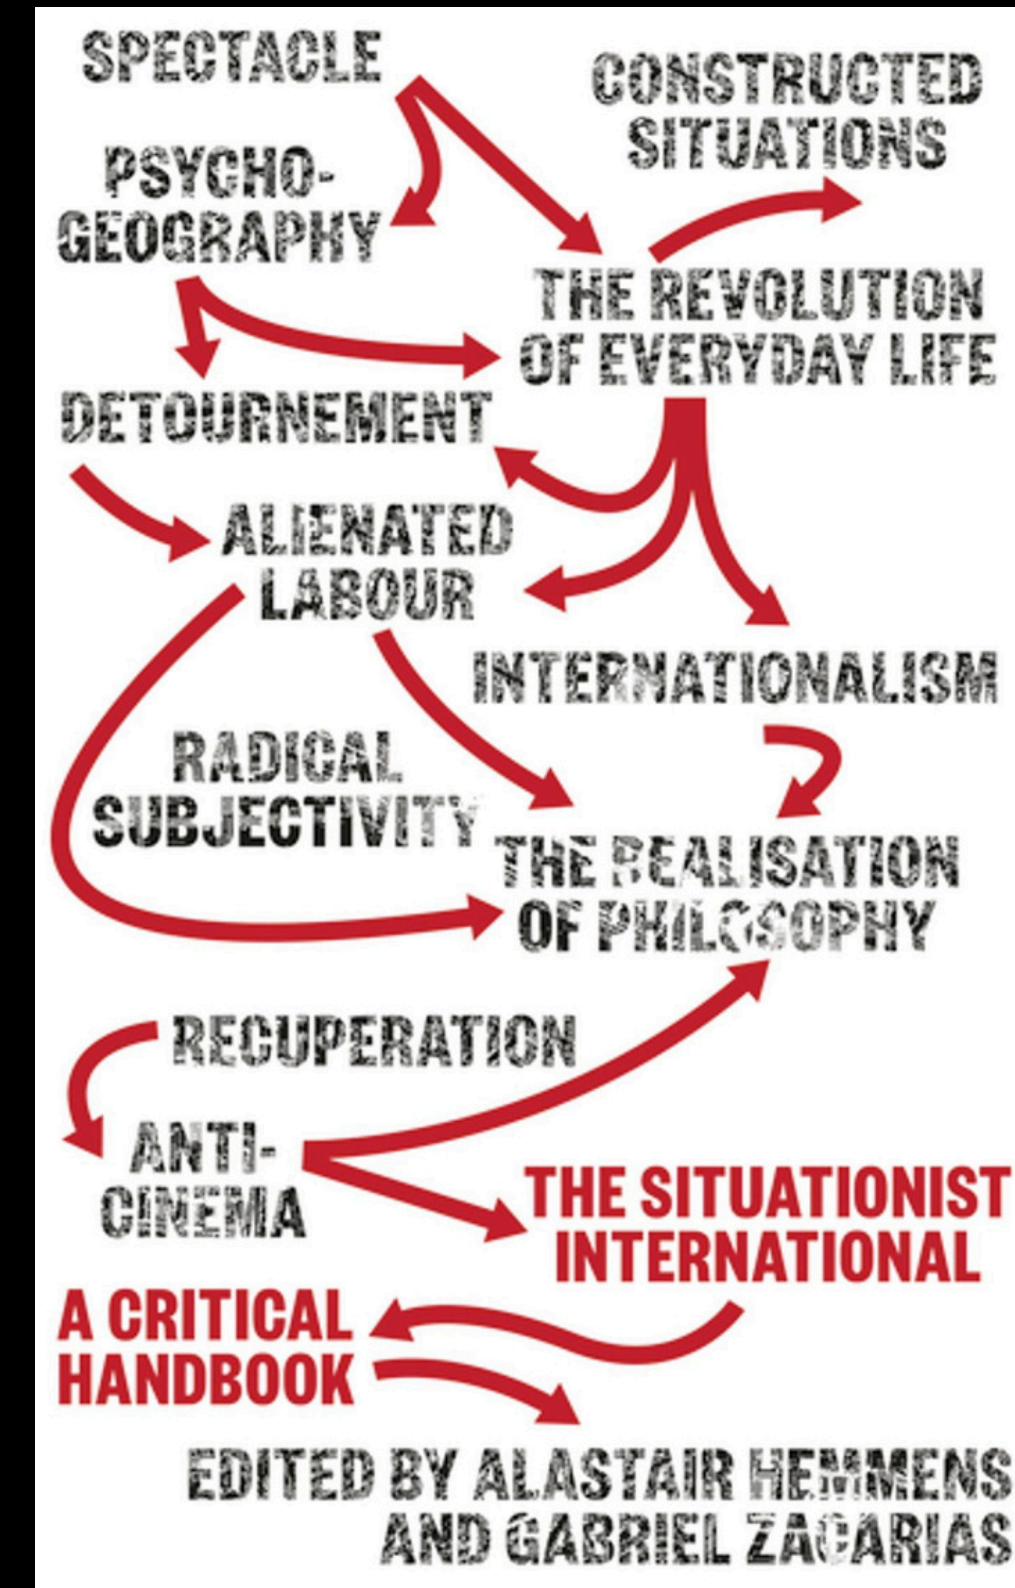 SPECTACLE
CONSTRUCTED
SITUATIONS
PSYCHO-
GEOGRAPHY
THE REVOLUTION
OF EVERYDAY LIFE
DETOURNEMENT
ALIENATED
LABOUR
INTERNATIONALISM
RADICAL
SUBJECTIVITY
THE REALISATION
OF PHILOSOPHY
RECUPERATION
ANTI-
CINEMA
THE SITUATIONIST
INTERNATIONAL
A CRITICAL
HANDBOOK
EDITED BY ALASTAIR HEMMENS
AND GABRIEL ZACARIAS